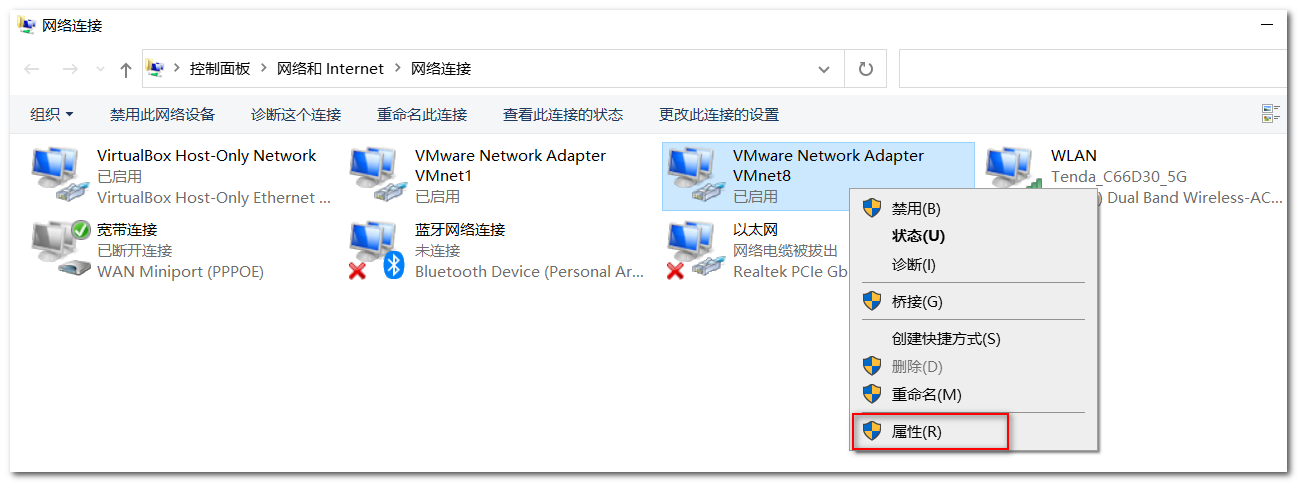 网络连接
控制面板 网络和 Internet 网络连接
组织 禁用此网络设备 诊断这个连接 重命名此连接 查看此连接的状态 更改此连接的设置
VirtualBox Host-Only Network
已启用
VirtualBox Host-Only Ethernet ...
VMware Network Adapter
VMnet1
已启用
VMware Network Adapter
VMnet8
已启用
WLAN
Tenda_C66D30_5G
) Dual Band Wireless-AC...
宽带连接
已断开连接
WAN Miniport (PPPOE)
蓝牙网络连接
未连接
Bluetooth Device (Personal Ar...
以太网
网络电缆被拔出
Realtek PCIe Gb
禁用(B)
状态(U)
诊断(I)
桥接(G)
创建快捷方式(S)
删除(D)
重命名(M)
属性(R)